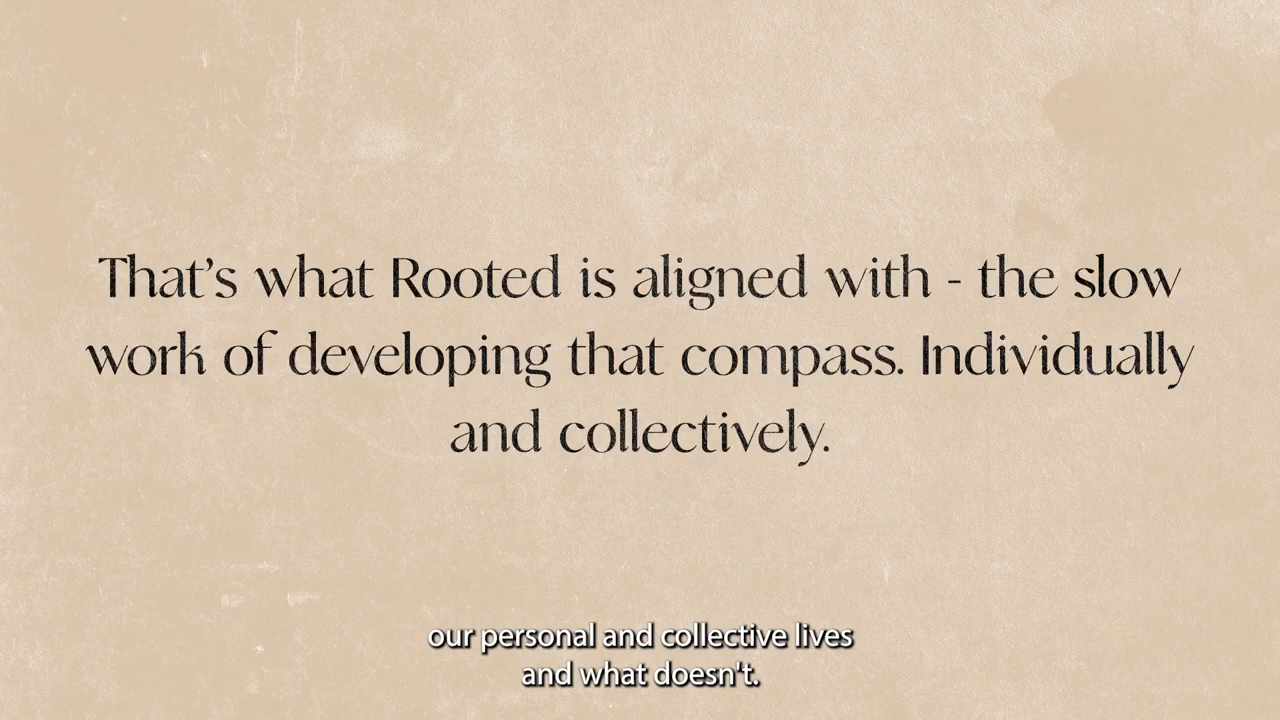 That’s what Rooted is aligned with - the slow
work of developing that compass. Individually
and collectively.
our personal and collective lives
and what doesn't.